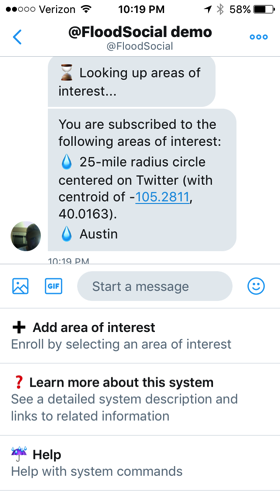 Verizon 10:19 PM 58%
@FloodSocial demo
@FloodSocial
Looking up areas of
interest...
You are subscribed to the
following areas of interest:
25-mile radius circle
centered on Twitter (with
centroid of -105.2811,
40.0163).
Austin
10:19 PM
GIF
Start a message
Add area of interest
Enroll by selecting an area of interest
Learn more about this system
See a detailed system description and
links to related information
Help
Help with system commands